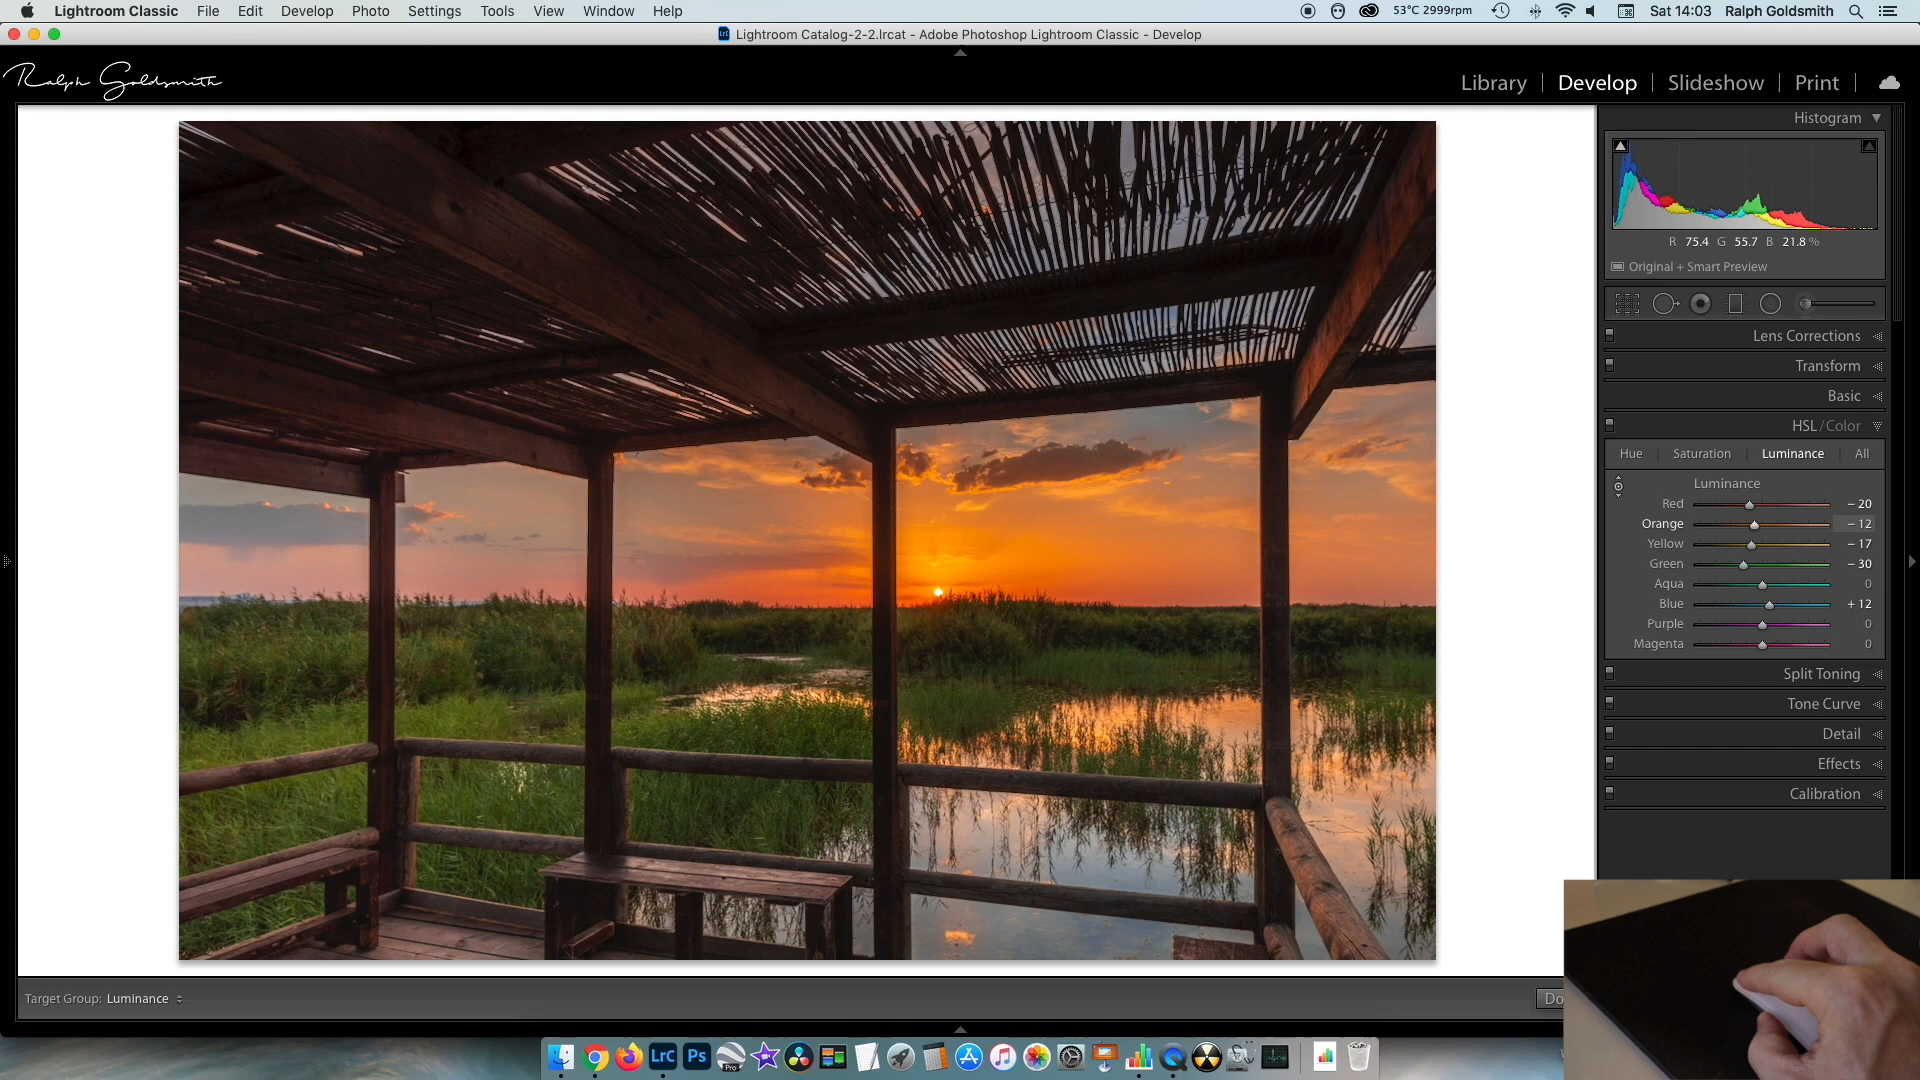 Lightroom Classic File Edit Develop Photo Settings Tools View Window Help 53°C 2999rpm Sat 14:03 Ralph Goldsmith
Lightroom Catalog-2-2.lrcat - Adobe Photoshop Lightroom Classic - Develop
Ralph Goldsmith
Library | Develop | Slideshow | Print |
Histogram
R 75.4 G 55.7 B 21.8 %
Original + Smart Preview
Lens Corrections
Transform
Basic
HSL / Color
Hue Saturation Luminance All
Luminance
Red - 20
Orange - 12
Yellow - 17
Green - 30
Aqua 0
Blue + 12
Purple 0
Magenta 0
Split Toning
Tone Curve
Detail
Effects
Calibration
Target Group: Luminance
Do
LrC Ps Pro